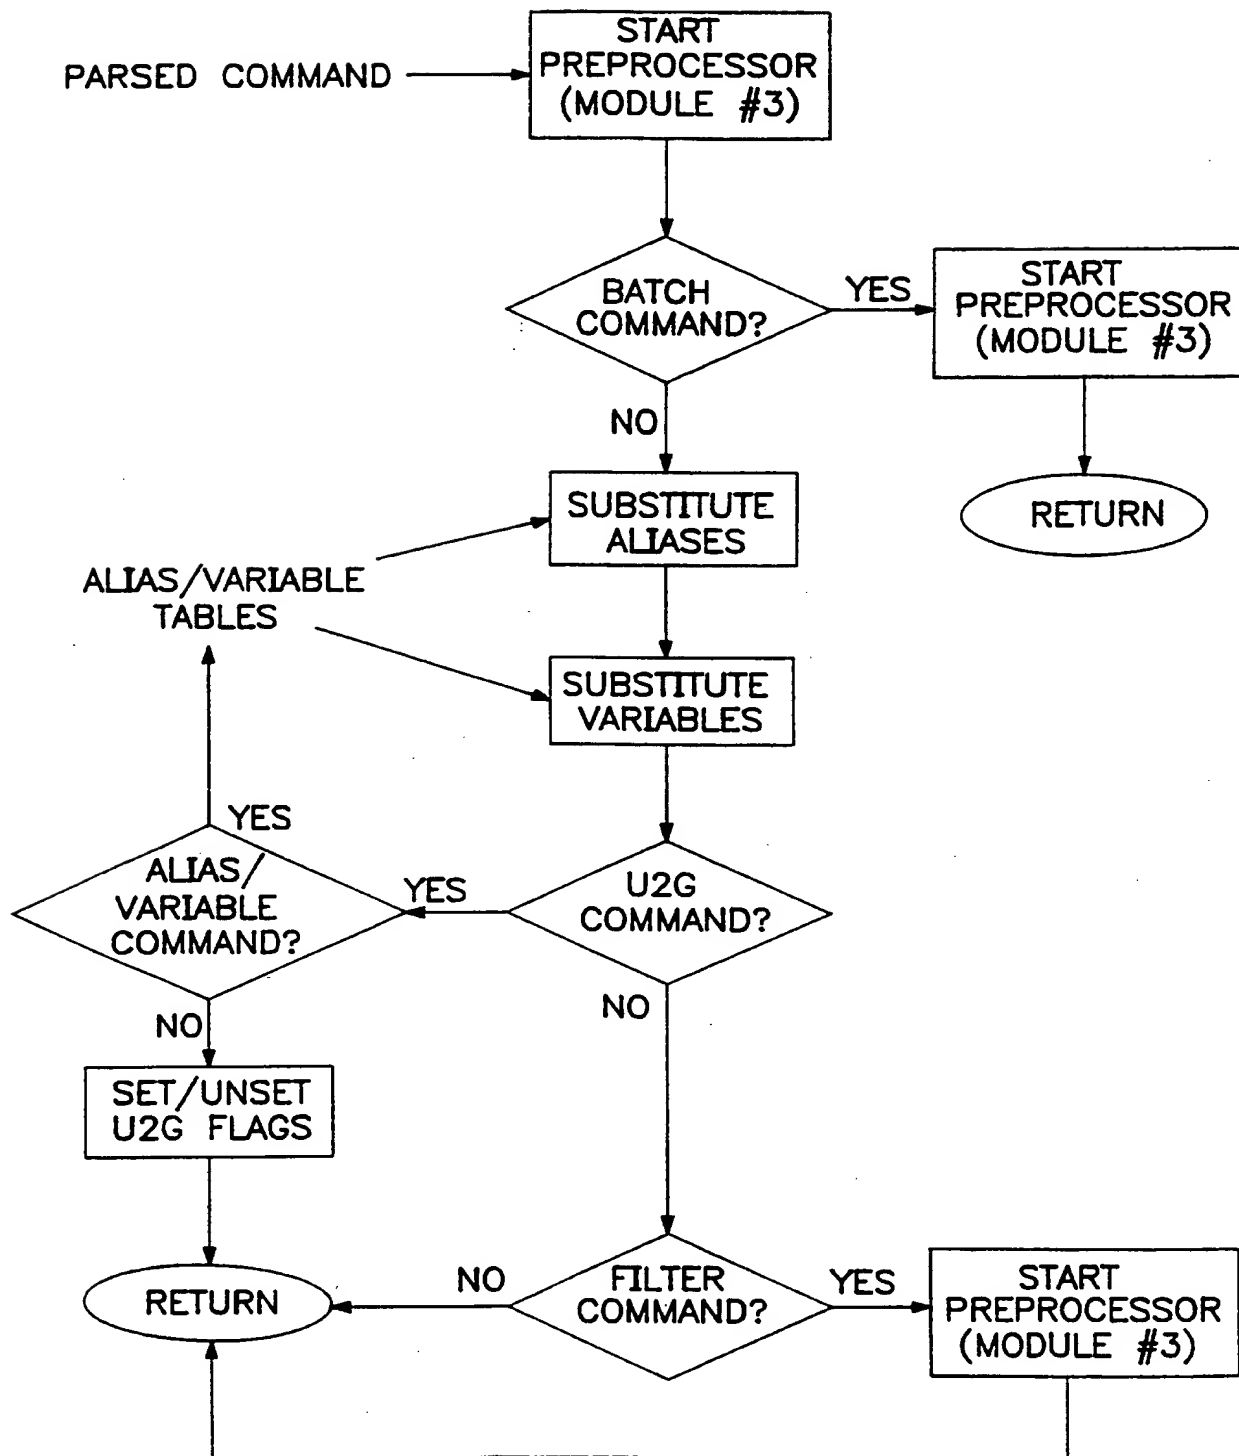 START
PREPROCESSOR
(MODULE #3)
PARSED COMMAND
BATCH
COMMAND?
YES
START
PREPROCESSOR
(MODULE #3)
NO
RETURN
SUBSTITUTE
ALIASES
ALIAS/VARIABLE
TABLES
SUBSTITUTE
VARIABLES
YES
ALIAS/
VARIABLE
COMMAND?
YES
U2G
COMMAND?
NO
NO
SET/UNSET
U2G FLAGS
RETURN
NO
FILTER
COMMAND?
YES
START
PREPROCESSOR
(MODULE #3)